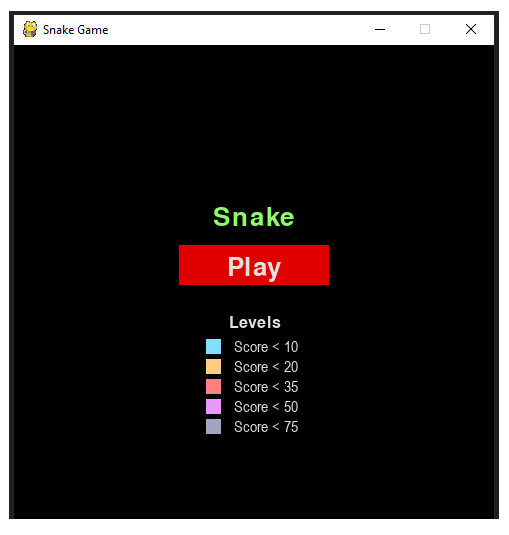 Snake Game
Snake
Play
Levels
Score < 10
Score < 20
Score < 35
Score < 50
Score < 75